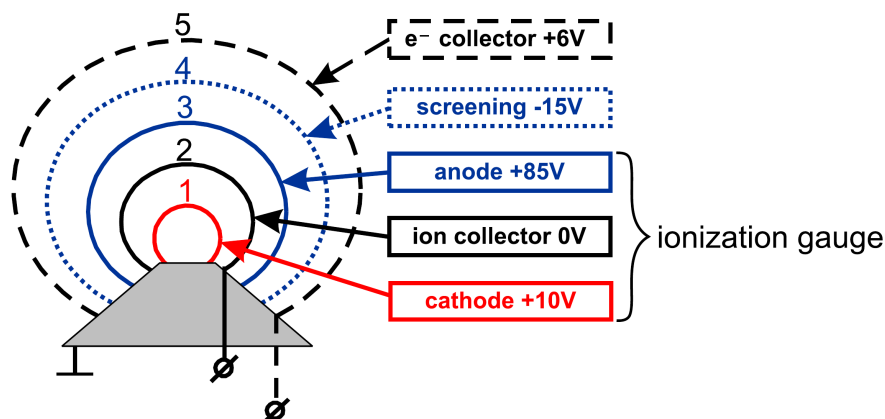 5
e⁻ collector +6V
4
screening -15V
3
anode +85V
2
1
ion collector 0V
ionization gauge
cathode +10V